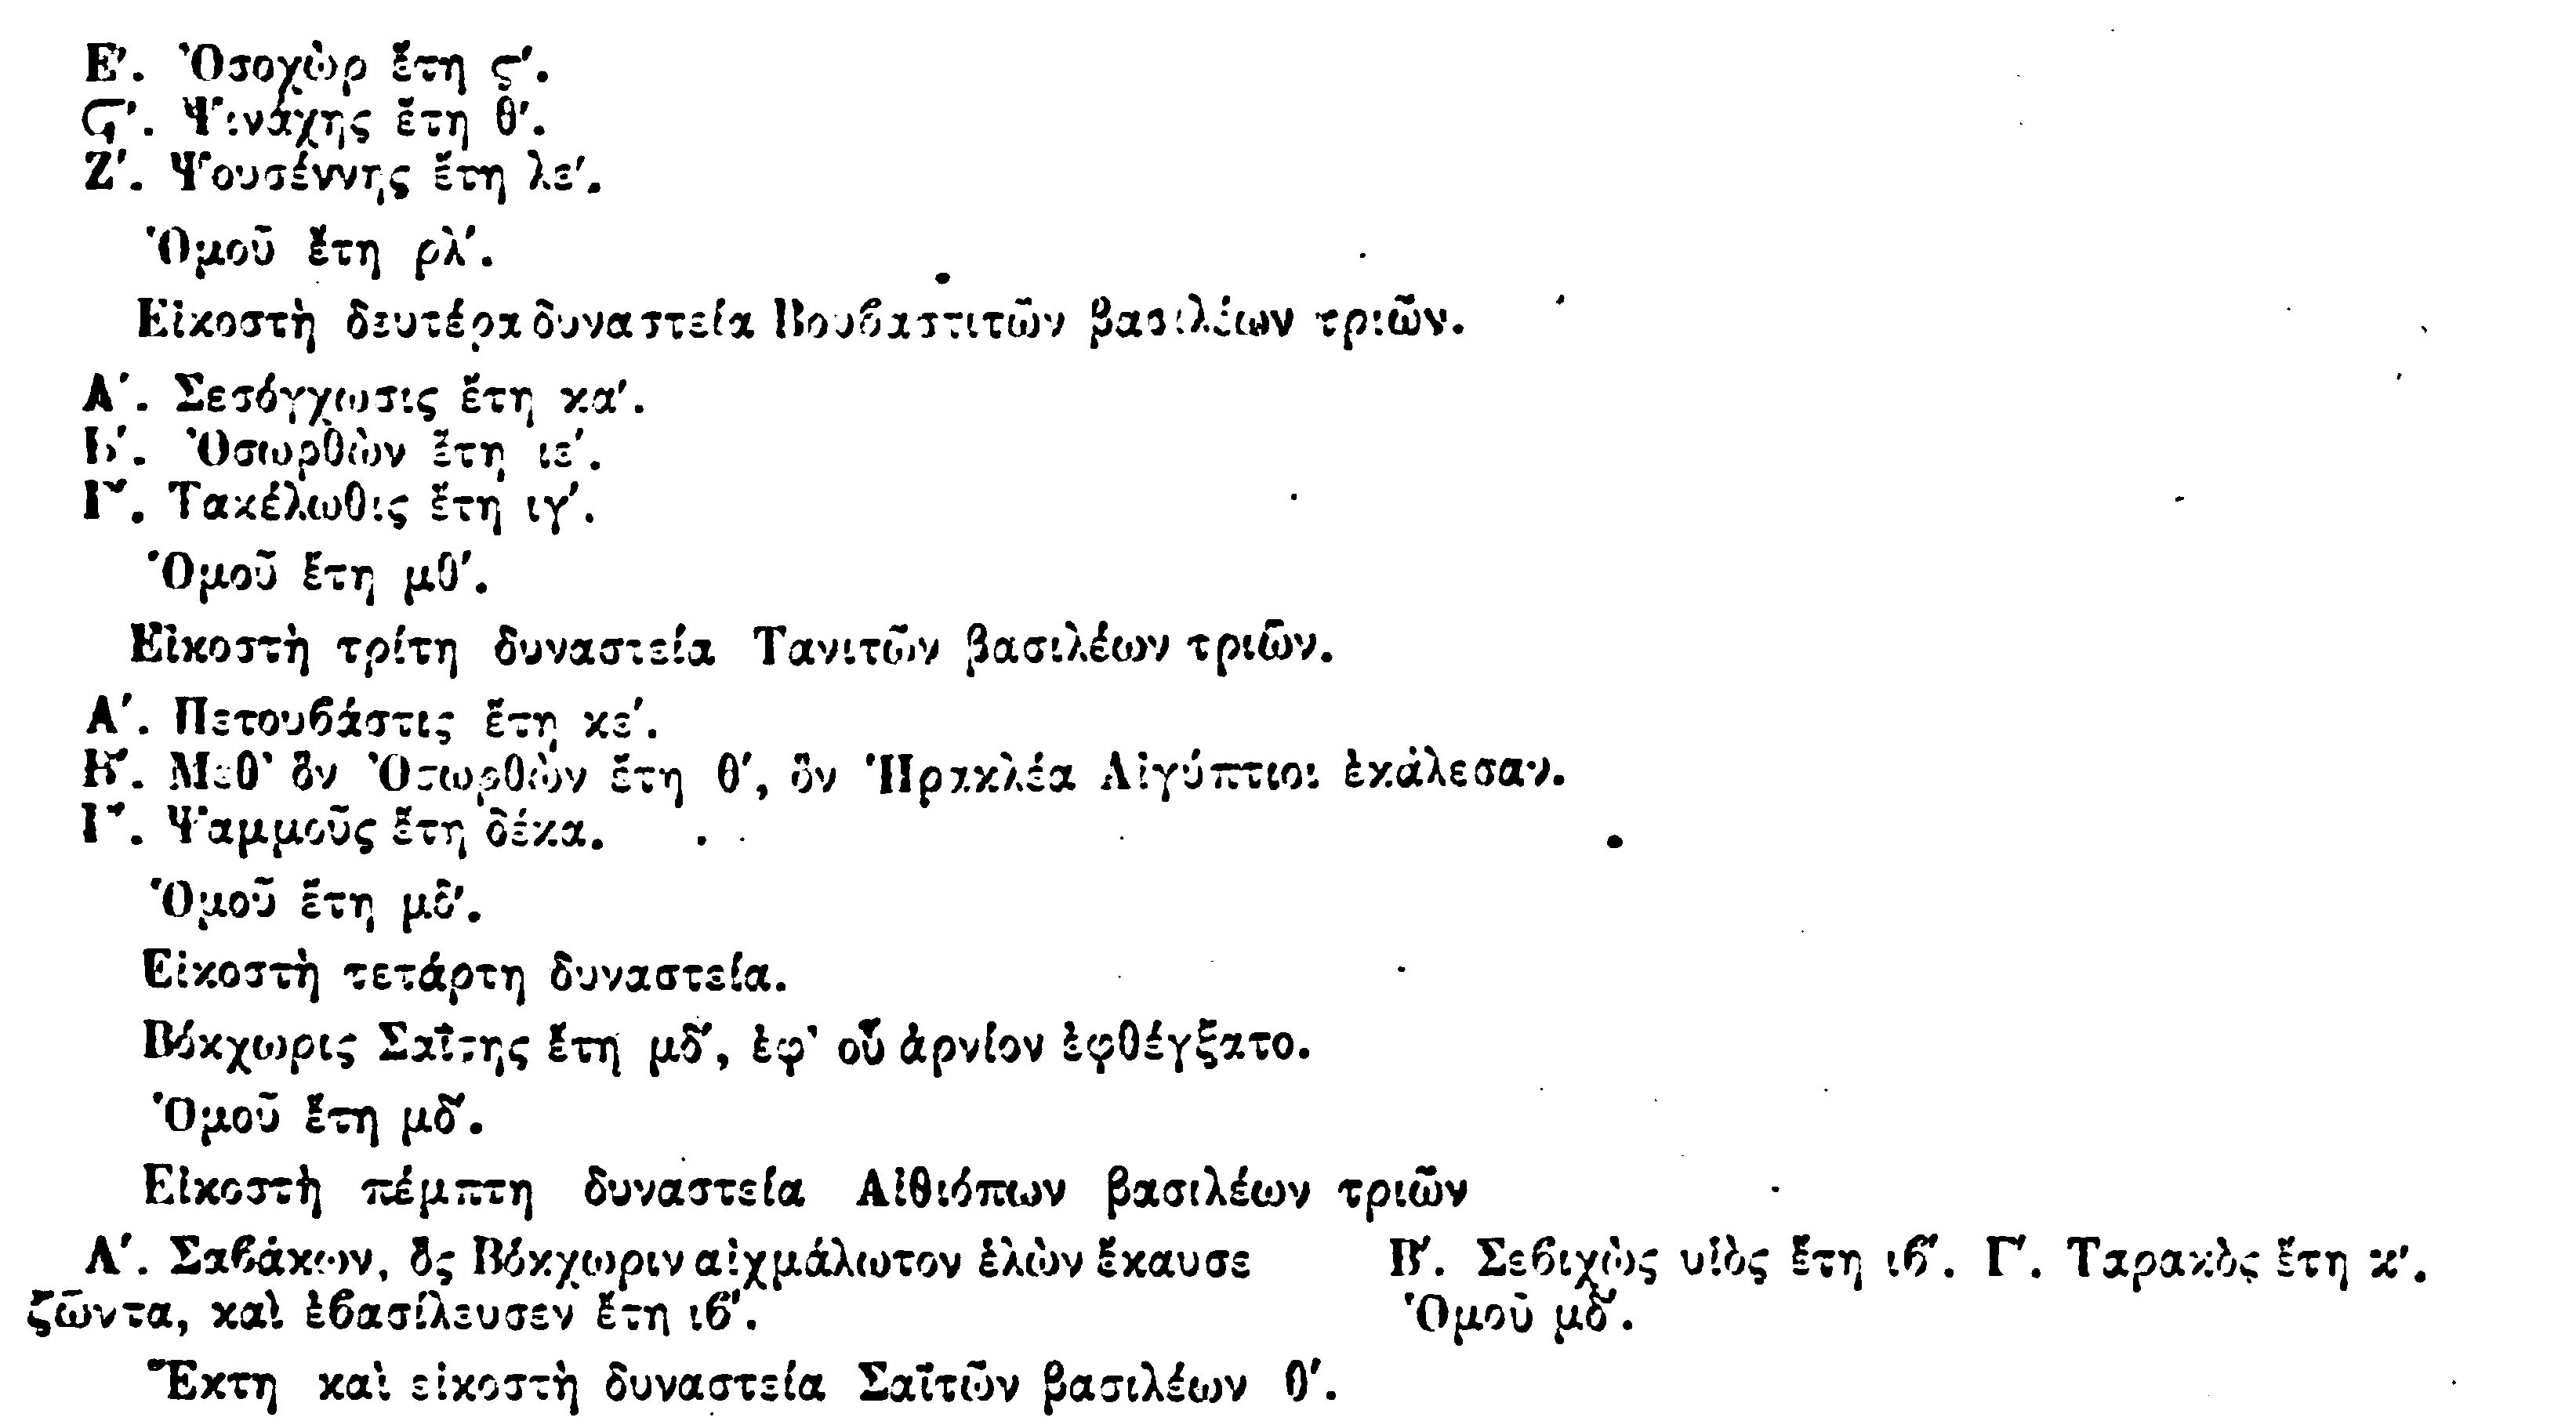 Ε′. Ὀσοχὼρ ἔτη ς′.
Ϛ′. Ψινάχης ἔτη θ′.
Ζ′. Ψουσέννης ἔτη λε′.
Ὁμοῦ ἔτη ρλ′.
Εἰκοστὴ δευτέρα δυναστεία Βουϐαστιτῶν βασιλέων τριῶν.
Α′. Σεσόγχωσις ἔτη κα′.
Β′. Ὀσωρθὼν ἔτη ιε′.
Γ′. Τακέλωθις ἔτη ιγ′.
Ὁμοῦ ἔτη μθ′.
Εἰκοστὴ τρίτη δυναστεία Τανιτῶν βασιλέων τριῶν.
Α′. Πετουϐάστις ἔτη κε′.
Β′. Μεθ' ὃν Ὀσωρθὼν ἔτη θ′, ὃν Ἡρακλέα Αἰγύπτιοι ἐκάλεσαν.
Γ′. Ψαμμοῦς ἔτη δέκα.
Ὁμοῦ ἔτη μδ′.
Εἰκοστὴ τετάρτη δυναστεία.
Βόκχωρις Σαΐτης ἔτη μδ′, ἐφ' οὗ ἀρνίον ἐφθέγξατο.
Ὁμοῦ ἔτη μδ′.
Εἰκοστὴ πέμπτη δυναστεία Αἰθιόπων βασιλέων τριῶν
Α′. Σαϐάκων, ὃς Βόκχωριν αἰχμάλωτον ἑλὼν ἔκαυσε
ζῶντα, καὶ ἐϐασίλευσεν ἔτη ιϐ′.
Β′. Σεϐιχὼς υἱὸς ἔτη ιϐ′. Γ′. Ταρακὸς ἔτη κ′.
Ὁμοῦ μδ′.
Ἕκτη καὶ εἰκοστὴ δυναστεία Σαϊτῶν βασιλέων θ′.